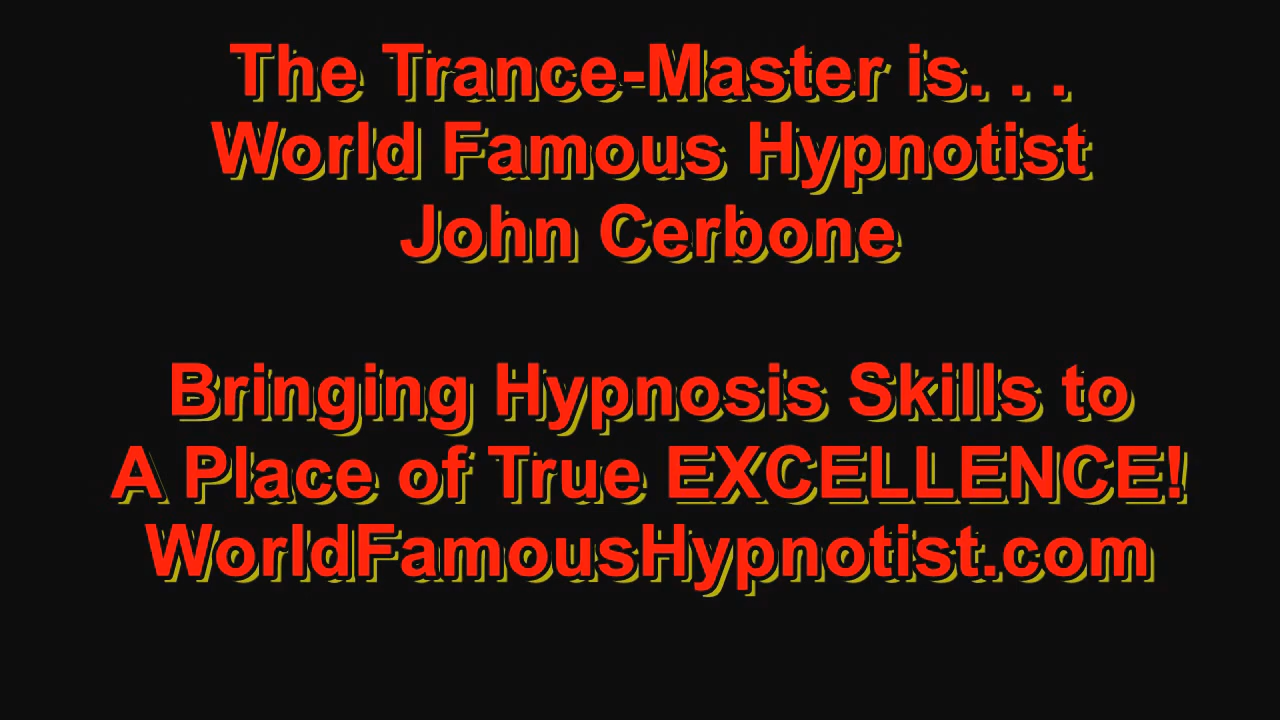 The Trance-Master is. . .
World Famous Hypnotist
John Cerbone
Bringing Hypnosis Skills to
A Place of True EXCELLENCE!
WorldFamousHypnotist.com